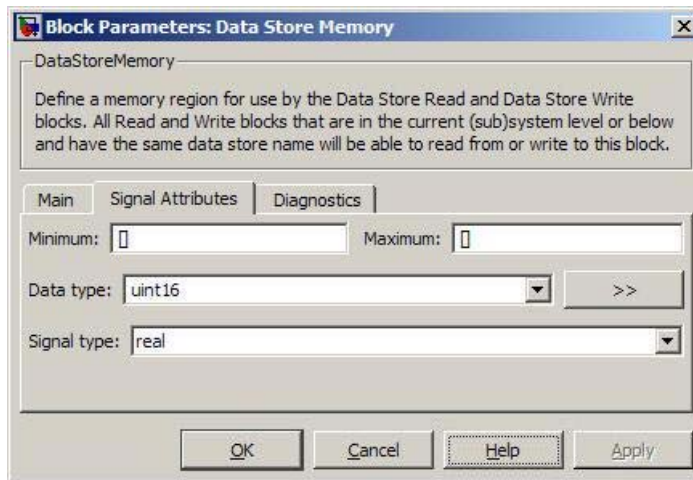 Block Parameters: Data Store Memory
DataStoreMemory
Define a memory region for use by the Data Store Read and Data Store Write
blocks. All Read and Write blocks that are in the current (sub)system level or below
and have the same data store name will be able to read from or write to this block.
Main Signal Attributes Diagnostics
Minimum: [] Maximum: []
Data type: uint16 >>
Signal type: real
OK Cancel Help Apply